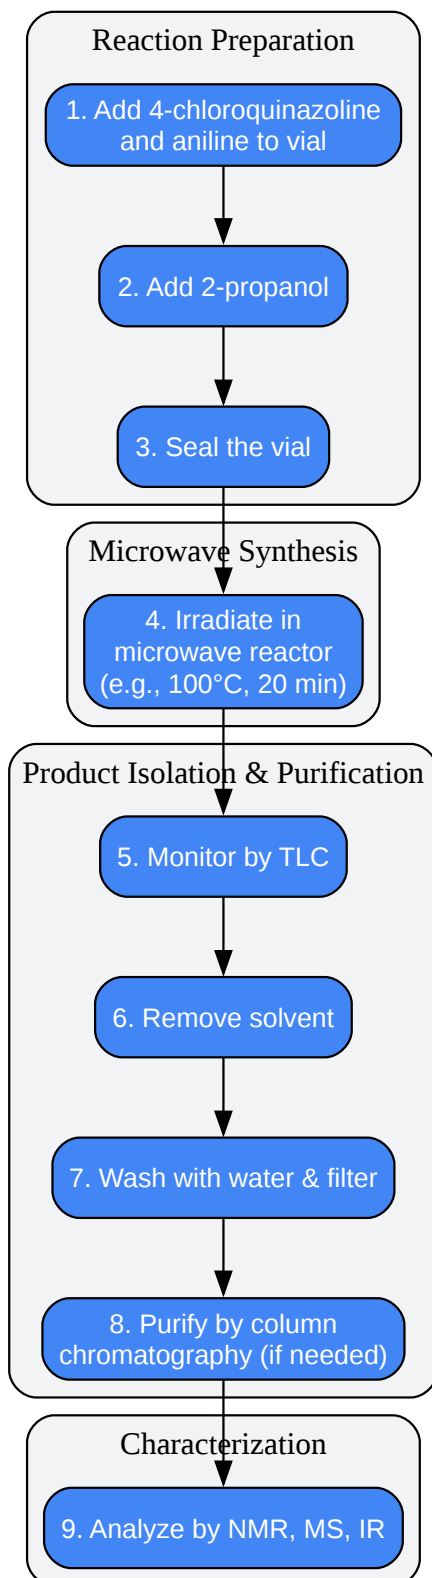 Reaction Preparation
1. Add 4-chloroquinazoline
and aniline to vial
2. Add 2-propanol
3. Seal the vial
Microwave Synthesis
4. Irradiate in
microwave reactor
(e.g., 100°C, 20 min)
Product Isolation & Purification
5. Monitor by TLC
6. Remove solvent
7. Wash with water & filter
8. Purify by column
chromatography (if needed)
Characterization
9. Analyze by NMR, MS, IR